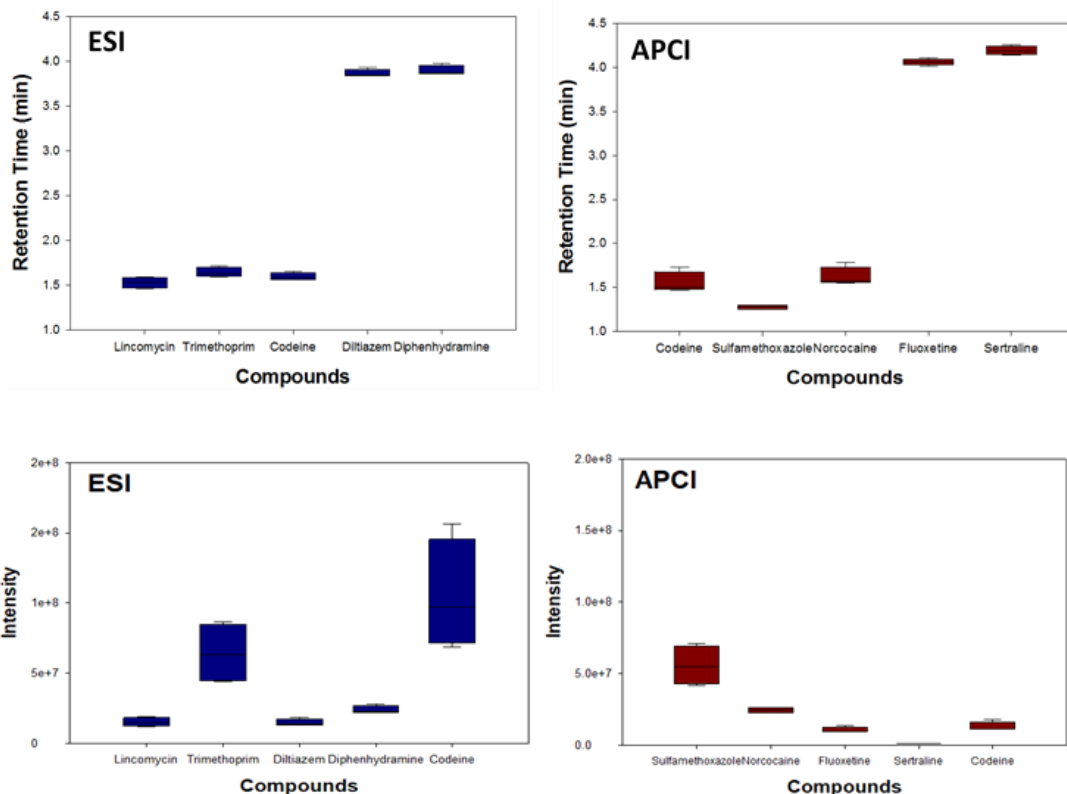 ESI
4.5
4.0
3.5
3.0
2.5
2.0
1.5
1.0
Retention Time (min)
Lincomycin Trimethoprim Codeine Diltiazem Diphenhydramine
Compounds
APCI
4.5
4.0
3.5
3.0
2.5
2.0
1.5
1.0
Retention Time (min)
Codeine Sulfamethoxazole Norcocaine Fluoxetine Sertraline
Compounds
ESI
2e+8
2e+8
1e+8
5e+7
0
Intensity
Lincomycin Trimethoprim Diltiazem Diphenhydramine Codeine
Compounds
APCI
2.0e+8
1.5e+8
1.0e+8
5.0e+7
0.0
Intensity
Sulfamethoxazole Norcocaine Fluoxetine Sertraline Codeine
Compounds